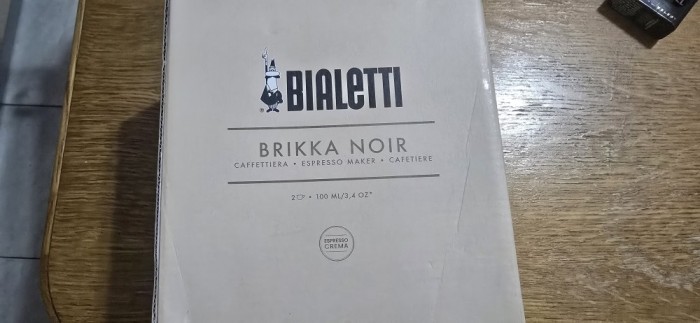 BIALETTI
BRIKKA NOIR
CAFFETTIERA • ESPRESSO MAKER • CAFETIERE
2 • 100 ML/3,4 OZ*
ESPRESSO
CREMA